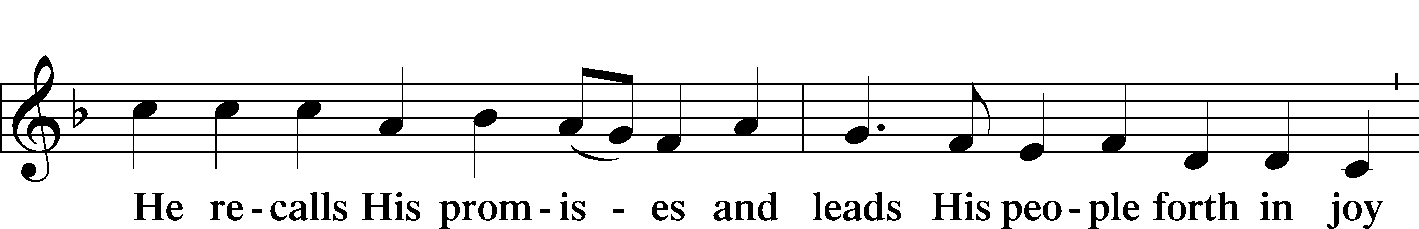 He re - calls His prom - is - es and leads His peo - ple forth in joy